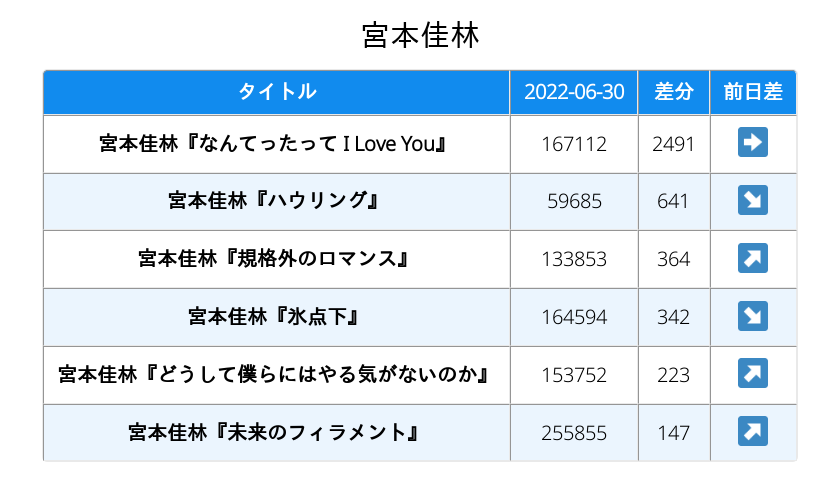 宮本佳林
タイトル 2022-06-30 差分 前日差
宮本佳林『なんてったって I Love You』 167112 2491 ➡
宮本佳林『ハウリング』 59685 641 ↘
宮本佳林『規格外のロマンス』 133853 364 ↗
宮本佳林『氷点下』 164594 342 ↘
宮本佳林『どうして僕らにはやる気がないのか』 153752 223 ↗
宮本佳林『未来のフィラメント』 255855 147 ↗